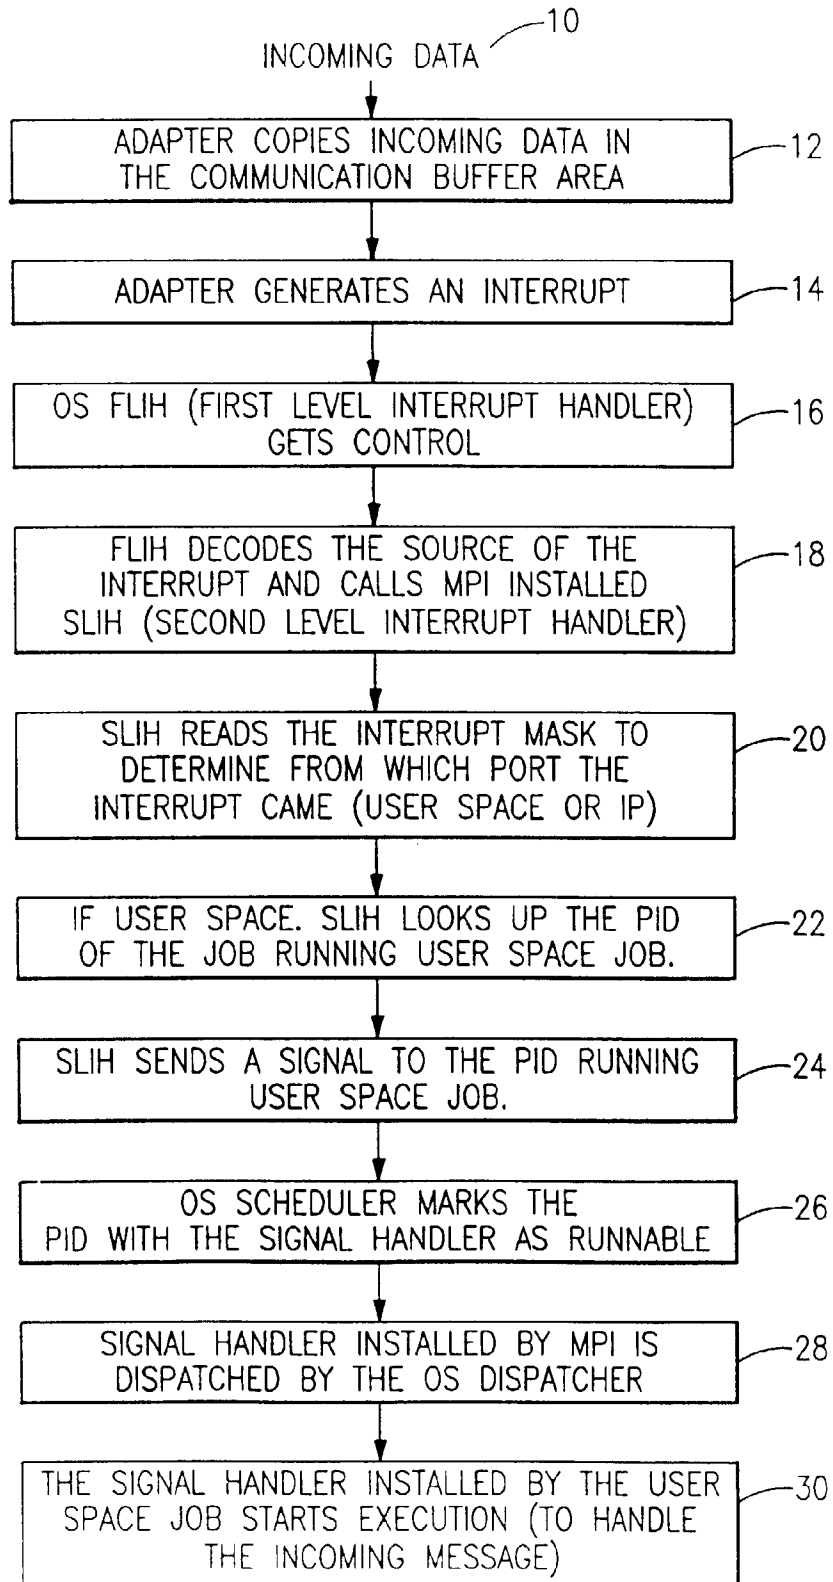 10
INCOMING DATA
ADAPTER COPIES INCOMING DATA IN
THE COMMUNICATION BUFFER AREA
12
ADAPTER GENERATES AN INTERRUPT
14
OS FLIH (FIRST LEVEL INTERRUPT HANDLER)
GETS CONTROL
16
FLIH DECODES THE SOURCE OF THE
INTERRUPT AND CALLS MPI INSTALLED
SLIH (SECOND LEVEL INTERRUPT HANDLER)
18
SLIH READS THE INTERRUPT MASK TO
DETERMINE FROM WHICH PORT THE
INTERRUPT CAME (USER SPACE OR IP)
20
IF USER SPACE. SLIH LOOKS UP THE PID
OF THE JOB RUNNING USER SPACE JOB.
22
SLIH SENDS A SIGNAL TO THE PID RUNNING
USER SPACE JOB.
24
OS SCHEDULER MARKS THE
PID WITH THE SIGNAL HANDLER AS RUNNABLE
26
SIGNAL HANDLER INSTALLED BY MPI IS
DISPATCHED BY THE OS DISPATCHER
28
THE SIGNAL HANDLER INSTALLED BY THE USER
SPACE JOB STARTS EXECUTION (TO HANDLE
THE INCOMING MESSAGE)
30